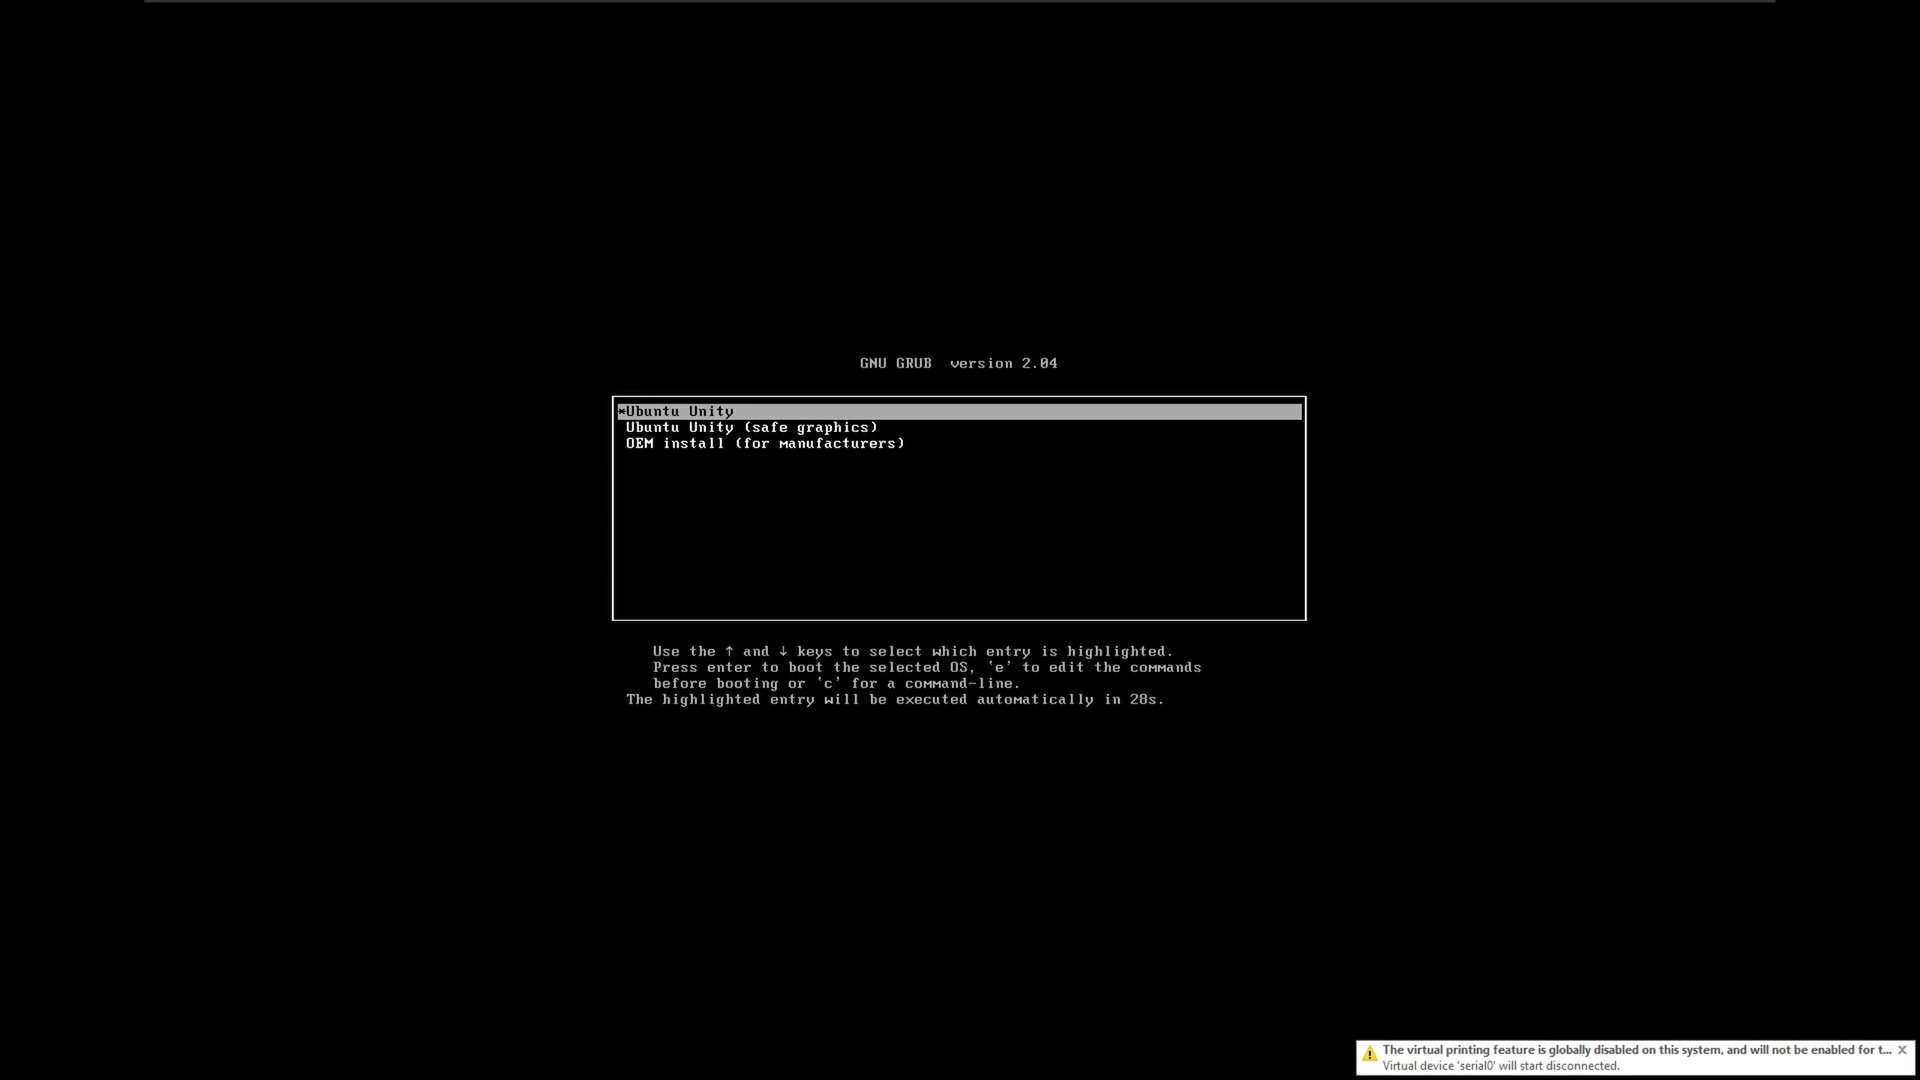 GNU GRUB  version 2.04
*Ubuntu Unity
Ubuntu Unity (safe graphics)
OEM install (for manufacturers)
Use the ↑ and ↓ keys to select which entry is highlighted.
Press enter to boot the selected OS, `e' to edit the commands
before booting or `c' for a command-line.
The highlighted entry will be executed automatically in 28s.
The virtual printing feature is globally disabled on this system, and will not be enabled for t...
Virtual device 'serial0' will start disconnected.